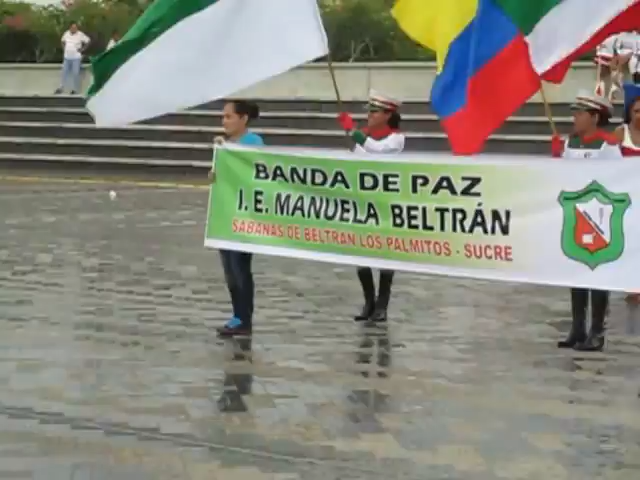 BANDA DE PAZ
I. E. MANUELA BELTRÁN
SABANAS DE BELTRAN LOS PALMITOS - SUCRE